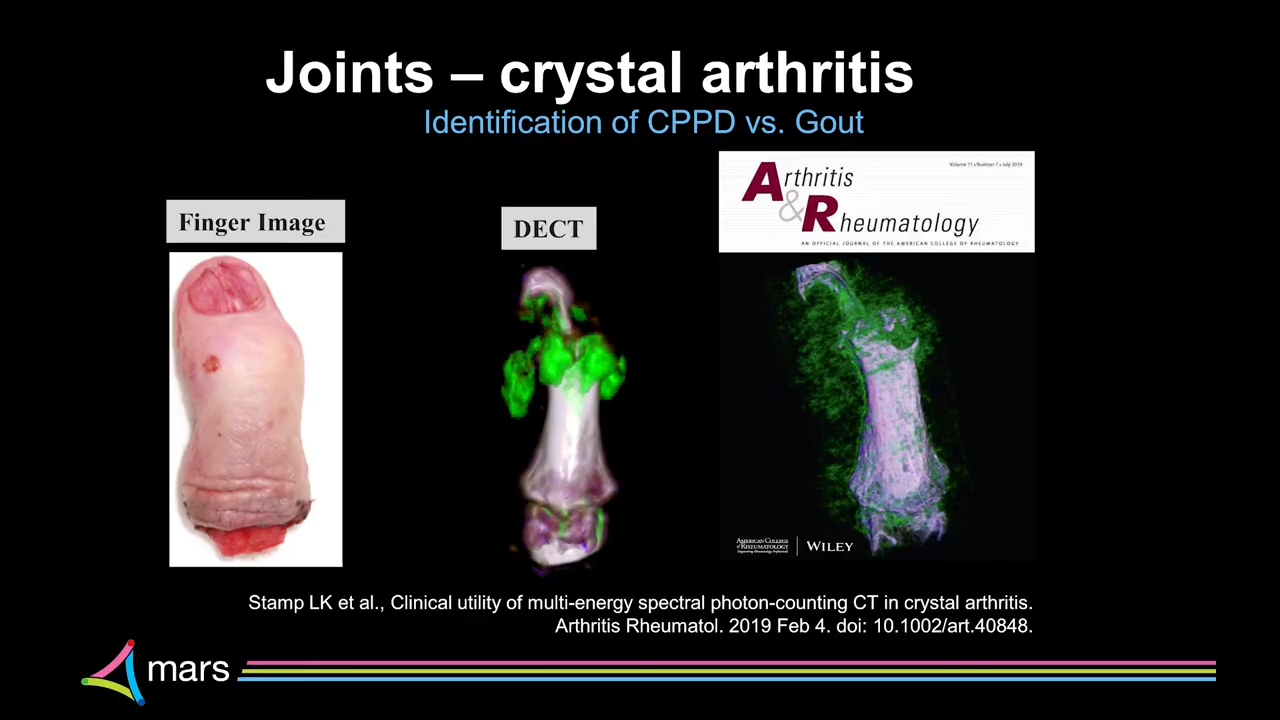 Joints – crystal arthritis
Identification of CPPD vs. Gout
Finger Image
DECT
Volume 71 • Number 7 • July 2019
Arthritis
& Rheumatology
AN OFFICIAL JOURNAL OF THE AMERICAN COLLEGE OF RHEUMATOLOGY
AMERICAN COLLEGE
of RHEUMATOLOGY
WILEY
Stamp LK et al., Clinical utility of multi-energy spectral photon-counting CT in crystal arthritis.
Arthritis Rheumatol. 2019 Feb 4. doi: 10.1002/art.40848.
mars